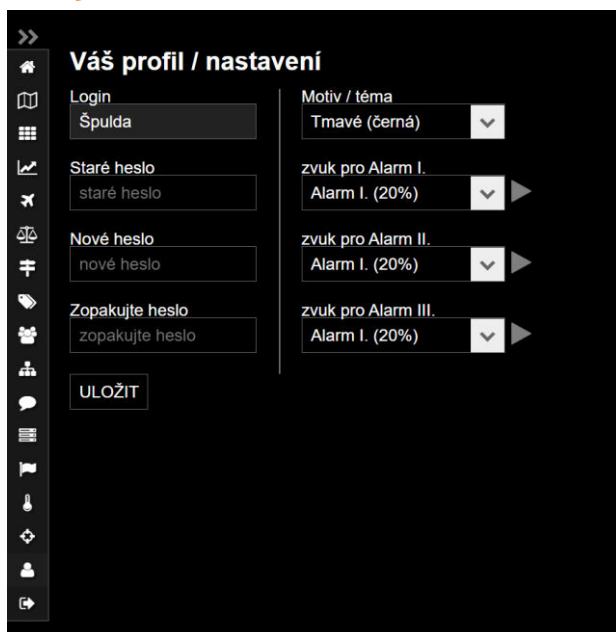 Váš profil / nastavení
Login
Špulda
Staré heslo
staré heslo
Nové heslo
nové heslo
Zopakujte heslo
zopakujte heslo
ULOŽIT
Motiv / téma
Tmavé (černá)
zvuk pro Alarm I.
Alarm I. (20%)
zvuk pro Alarm II.
Alarm I. (20%)
zvuk pro Alarm III.
Alarm I. (20%)